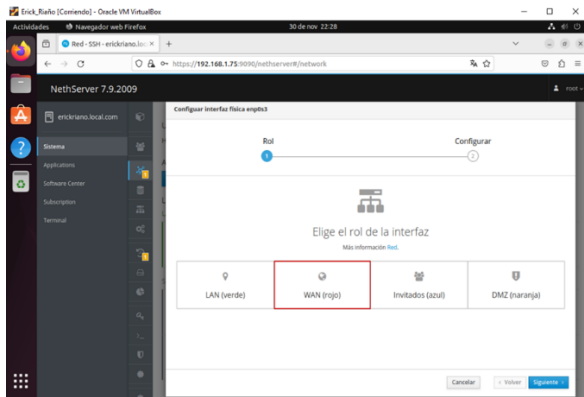 Erick_Riaño [Corriendo] - Oracle VM VirtualBox
Actividades Navegador web Firefox 30 de nov 22:28
Red - SSH - erickriano.loc
https://192.168.1.75:9090/nethserver#/network
NethServer 7.9.2009 root
erickriano.local.com
Sistema
Applications
Software Center
Subscription
Terminal
Configuar interfaz física enp0s3
Rol Configurar
1 2
Elige el rol de la interfaz
Más información Red.
LAN (verde) WAN (rojo) Invitados (azul) DMZ (naranja)
Cancelar < Volver Siguiente >